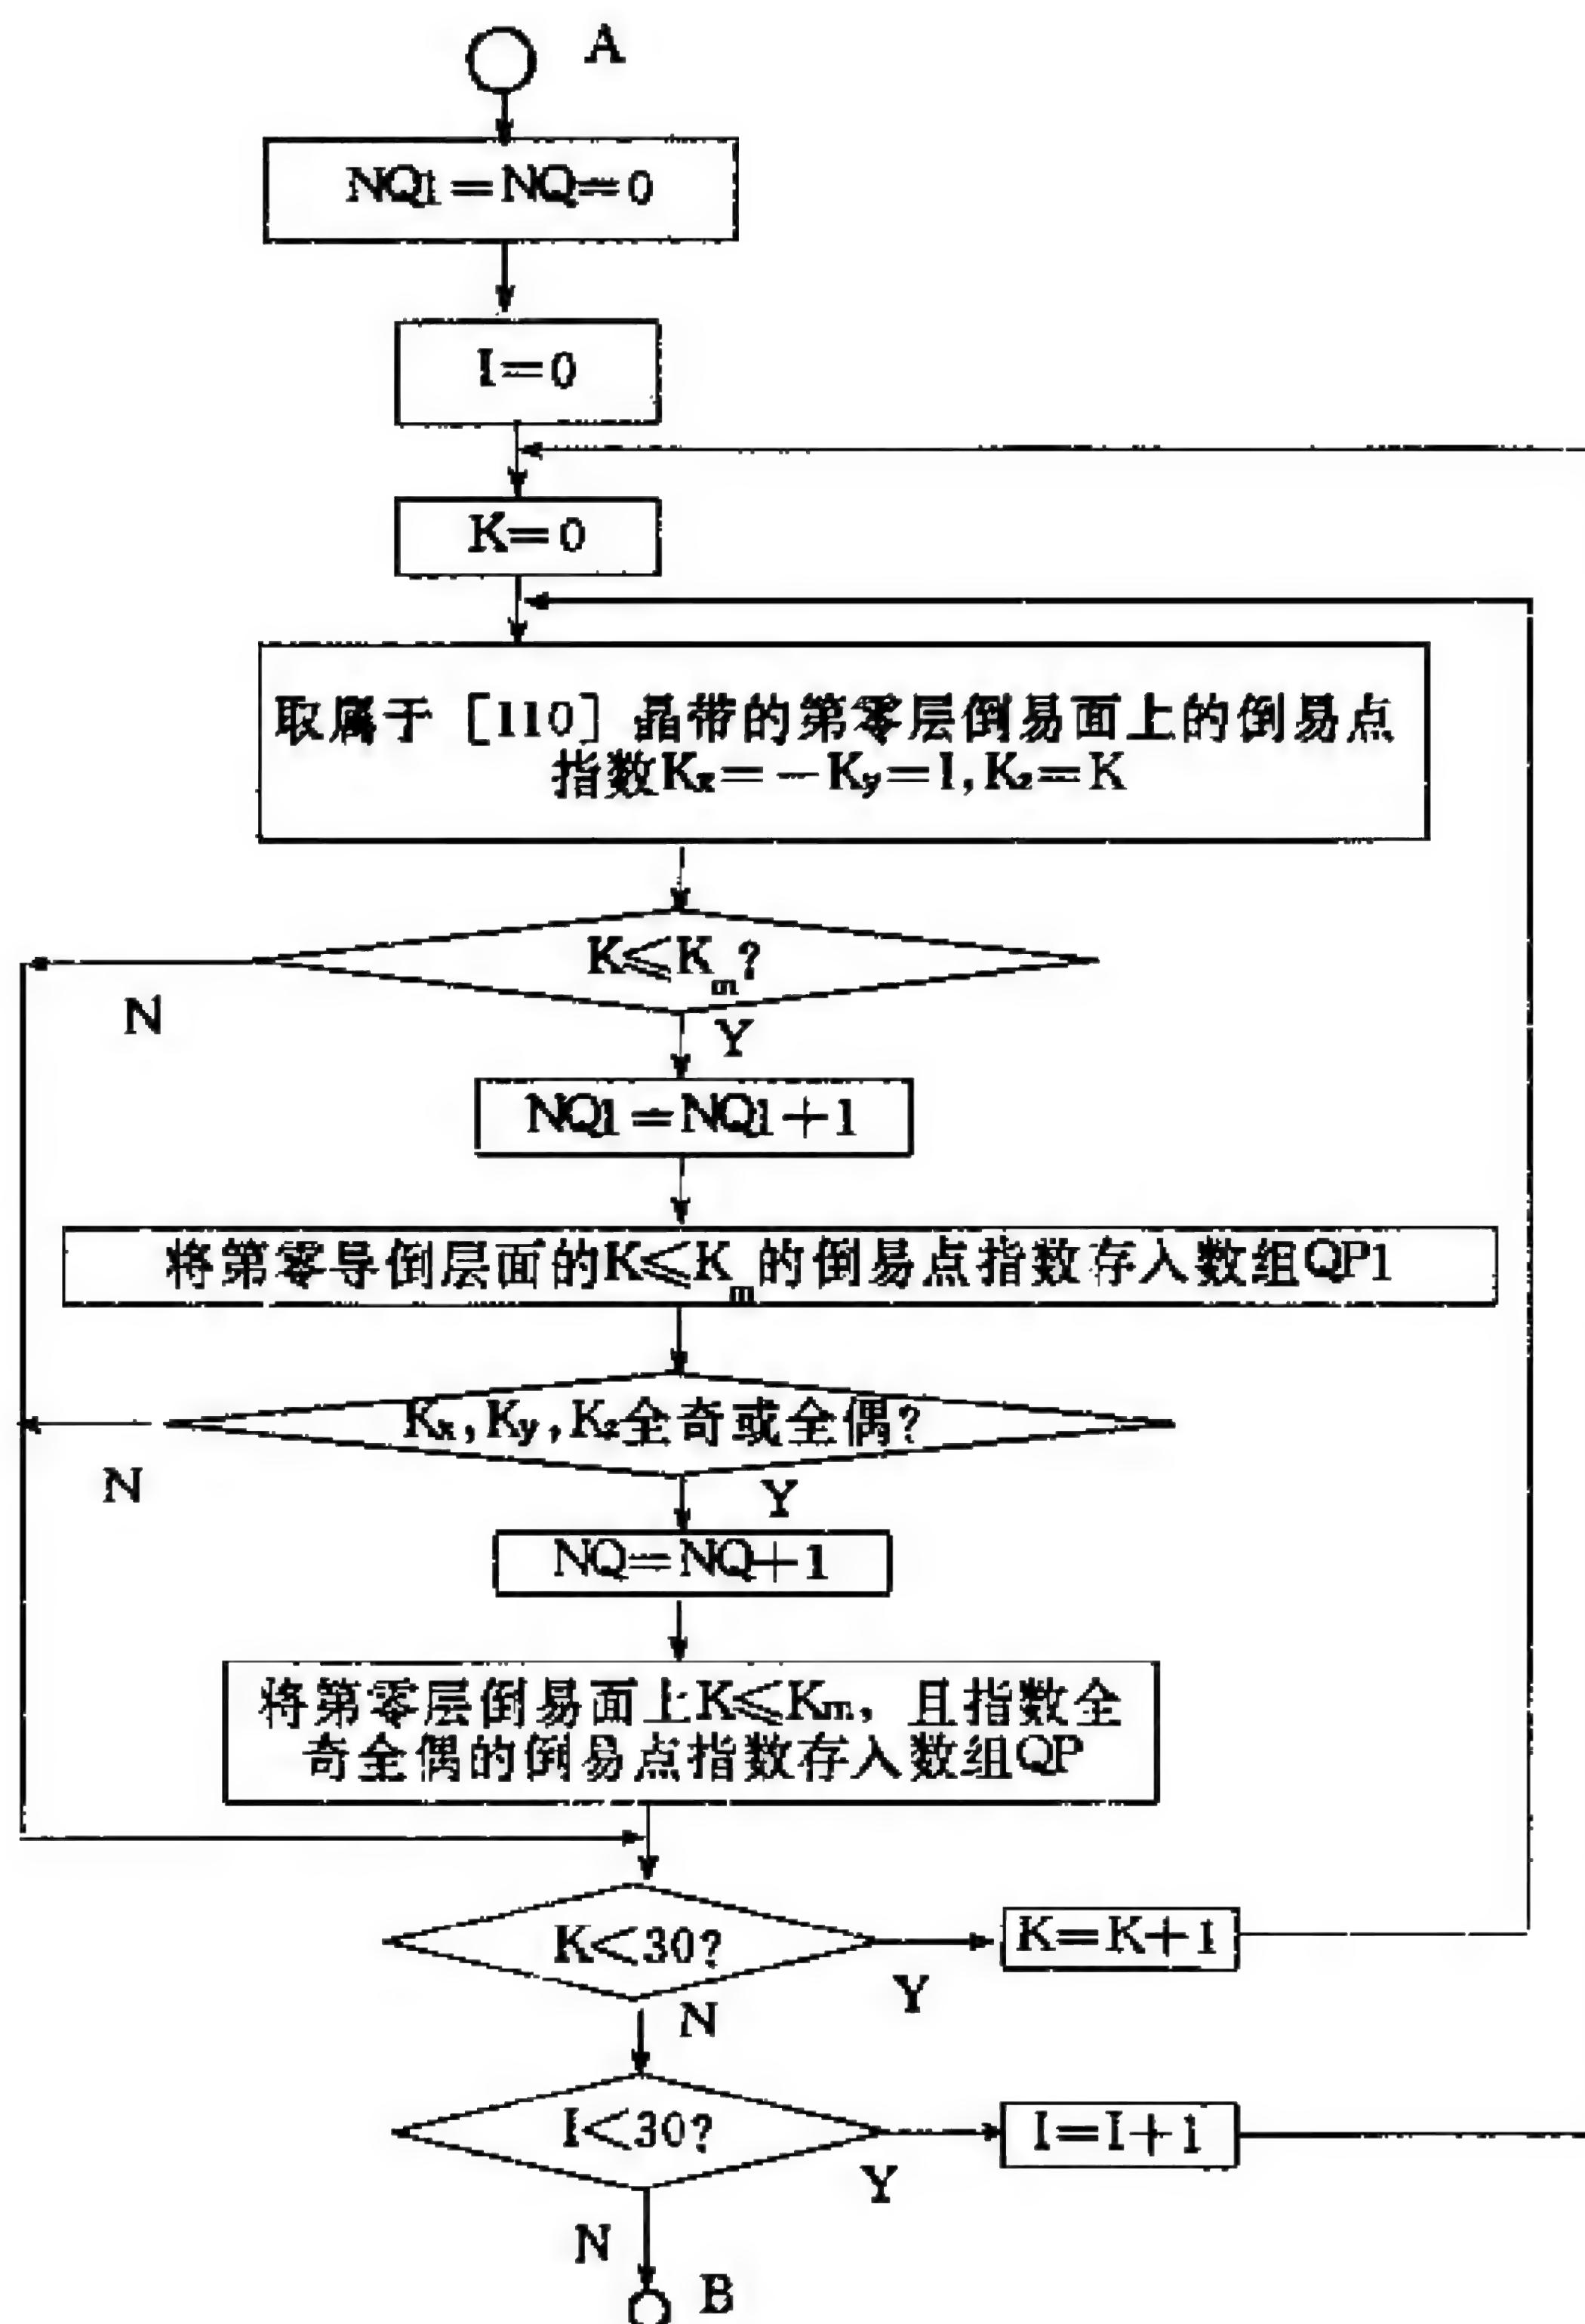 A
NQ1=NQ=0
I=0
K=0
取属于 [110] 晶带的第零层倒易面上的倒易点
指数Kx=-Ky=I,Kz=K
K≤Km?
N
Y
NQ1=NQ1+1
将第零导倒层面的K≤Km的倒易点指数存入数组QP1
Kx,Ky,Kz全奇或全偶?
N
Y
NQ=NQ+1
将第零层倒易面上K≤Km, 且指数全
奇全偶的倒易点指数存入数组QP
K<30?
K=K+1
Y
N
I<30?
I=I+1
Y
N
B